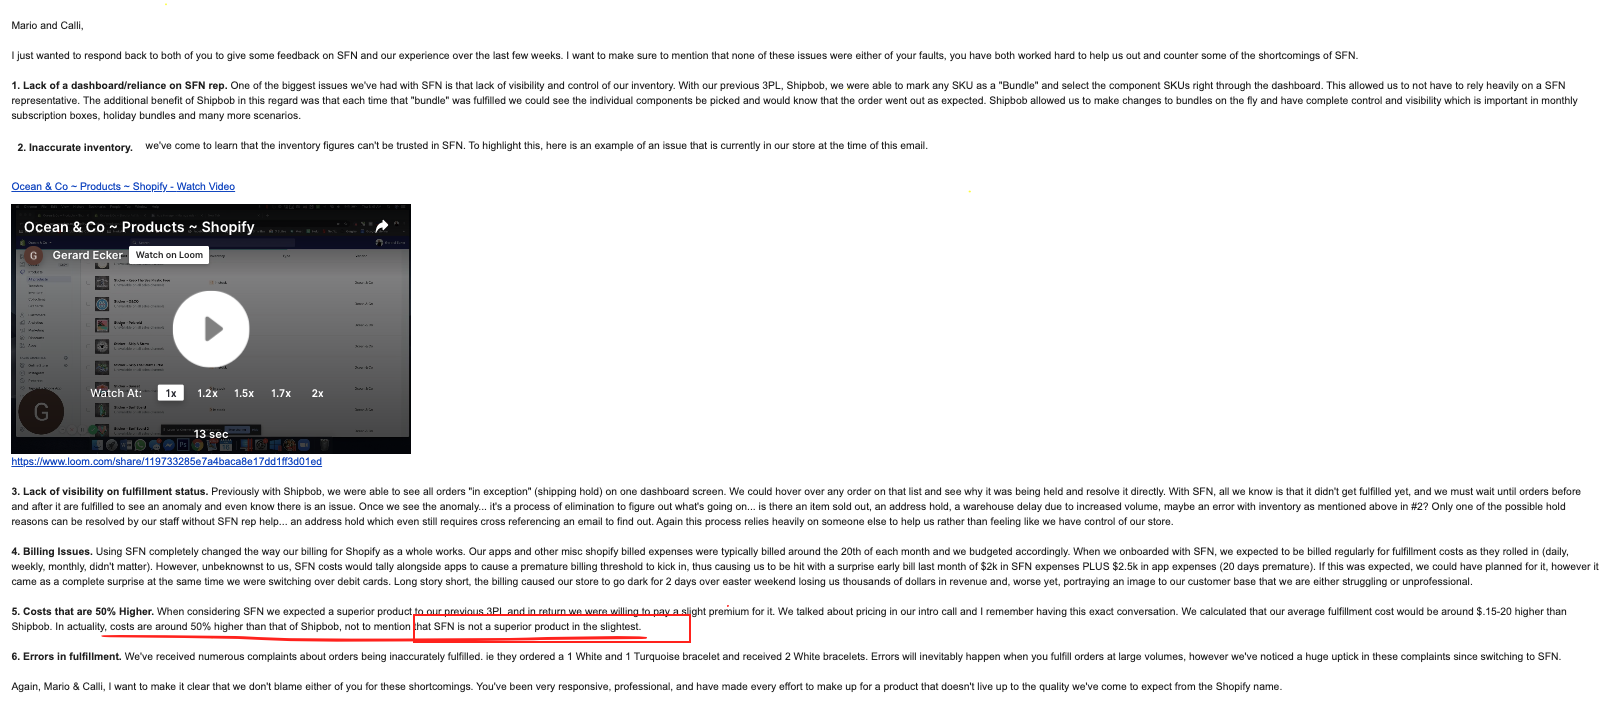 Mario and Calli,
I just wanted to respond back to both of you to give some feedback on SFN and our experience over the last few weeks. I want to make sure to mention that none of these issues were either of your faults, you have both worked hard to help us out and counter some of the shortcomings of SFN.
1. Lack of a dashboard/reliance on SFN rep. One of the biggest issues we've had with SFN is that lack of visibility and control of our inventory. With our previous 3PL, Shipbob, we were able to mark any SKU as a "Bundle" and select the component SKUs right through the dashboard. This allowed us to not have to rely heavily on a SFN
representative. The additional benefit of Shipbob in this regard was that each time that "bundle" was fulfilled we could see the individual components be picked and would know that the order went out as expected. Shipbob allowed us to make changes to bundles on the fly and have complete control and visibility which is important in monthly
subscription boxes, holiday bundles and many more scenarios.
2. Inaccurate inventory. we've come to learn that the inventory figures can't be trusted in SFN. To highlight this, here is an example of an issue that is currently in our store at the time of this email.
Ocean & Co ~ Products ~ Shopify - Watch Video
Ocean & Co ~ Products ~ Shopify
G Gerard Ecker Watch on Loom
Watch At: 1x 1.2x 1.5x 1.7x 2x
G
13 sec
https://www.loom.com/share/119733285e7a4baca8e17dd1ff3d01ed
3. Lack of visibility on fulfillment status. Previously with Shipbob, we were able to see all orders "in exception" (shipping hold) on one dashboard screen. We could hover over any order on that list and see why it was being held and resolve it directly. With SFN, all we know is that it didn't get fulfilled yet, and we must wait until orders before
and after it are fulfilled to see an anomaly and even know there is an issue. Once we see the anomaly... it's a process of elimination to figure out what's going on... is there an item sold out, an address hold, a warehouse delay due to increased volume, maybe an error with inventory as mentioned above in #2? Only one of the possible hold
reasons can be resolved by our staff without SFN rep help... an address hold which even still requires cross referencing an email to find out. Again this process relies heavily on someone else to help us rather than feeling like we have control of our store.
4. Billing Issues. Using SFN completely changed the way our billing for Shopify as a whole works. Our apps and other misc shopify billed expenses were typically billed around the 20th of each month and we budgeted accordingly. When we onboarded with SFN, we expected to be billed regularly for fulfillment costs as they rolled in (daily,
weekly, monthly, didn't matter). However, unbeknownst to us, SFN costs would tally alongside apps to cause a premature billing threshold to kick in, thus causing us to be hit with a surprise early bill last month of $2k in SFN expenses PLUS $2.5k in app expenses (20 days premature). If this was expected, we could have planned for it, however it
came as a complete surprise at the same time we were switching over debit cards. Long story short, the billing caused our store to go dark for 2 days over easter weekend losing us thousands of dollars in revenue and, worse yet, portraying an image to our customer base that we are either struggling or unprofessional.
5. Costs that are 50% Higher. When considering SFN we expected a superior product to our previous 3PL and in return we were willing to pay a slight premium for it. We talked about pricing in our intro call and I remember having this exact conversation. We calculated that our average fulfillment cost would be around $.15-20 higher than
Shipbob. In actuality, costs are around 50% higher than that of Shipbob, not to mention that SFN is not a superior product in the slightest.
6. Errors in fulfillment. We've received numerous complaints about orders being inaccurately fulfilled. ie they ordered a 1 White and 1 Turquoise bracelet and received 2 White bracelets. Errors will inevitably happen when you fulfill orders at large volumes, however we've noticed a huge uptick in these complaints since switching to SFN.
Again, Mario & Calli, I want to make it clear that we don't blame either of you for these shortcomings. You've been very responsive, professional, and have made every effort to make up for a product that doesn't live up to the quality we've come to expect from the Shopify name.